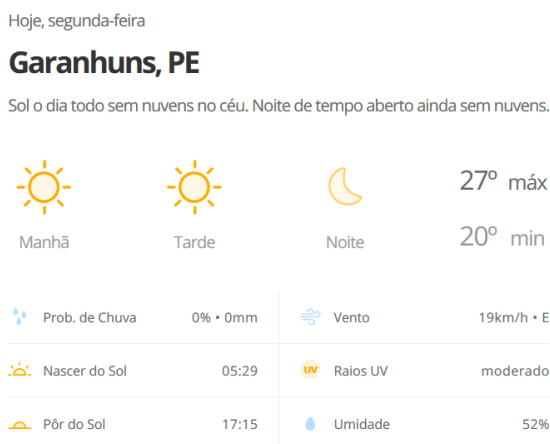 Hoje, segunda-feira
Garanhuns, PE
Sol o dia todo sem nuvens no céu. Noite de tempo aberto ainda sem nuvens.
27º máx
Manhã Tarde Noite 20º min
Prob. de Chuva 0% • 0mm Vento 19km/h • E
Nascer do Sol 05:29 UV Raios UV moderado
Pôr do Sol 17:15 Umidade 52%